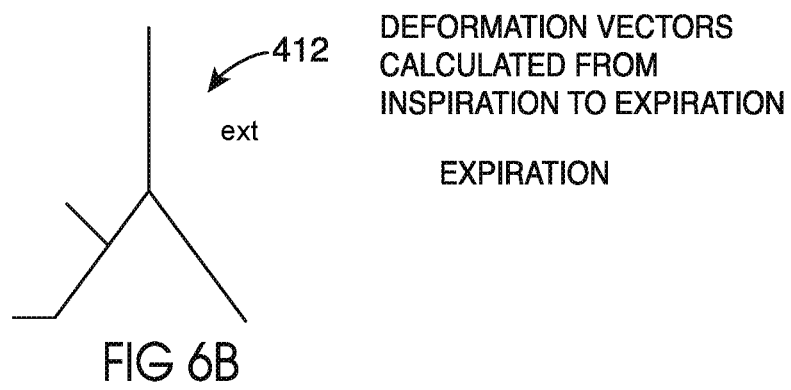 412
DEFORMATION VECTORS
CALCULATED FROM
INSPIRATION TO EXPIRATION
ext
EXPIRATION
FIG 6B